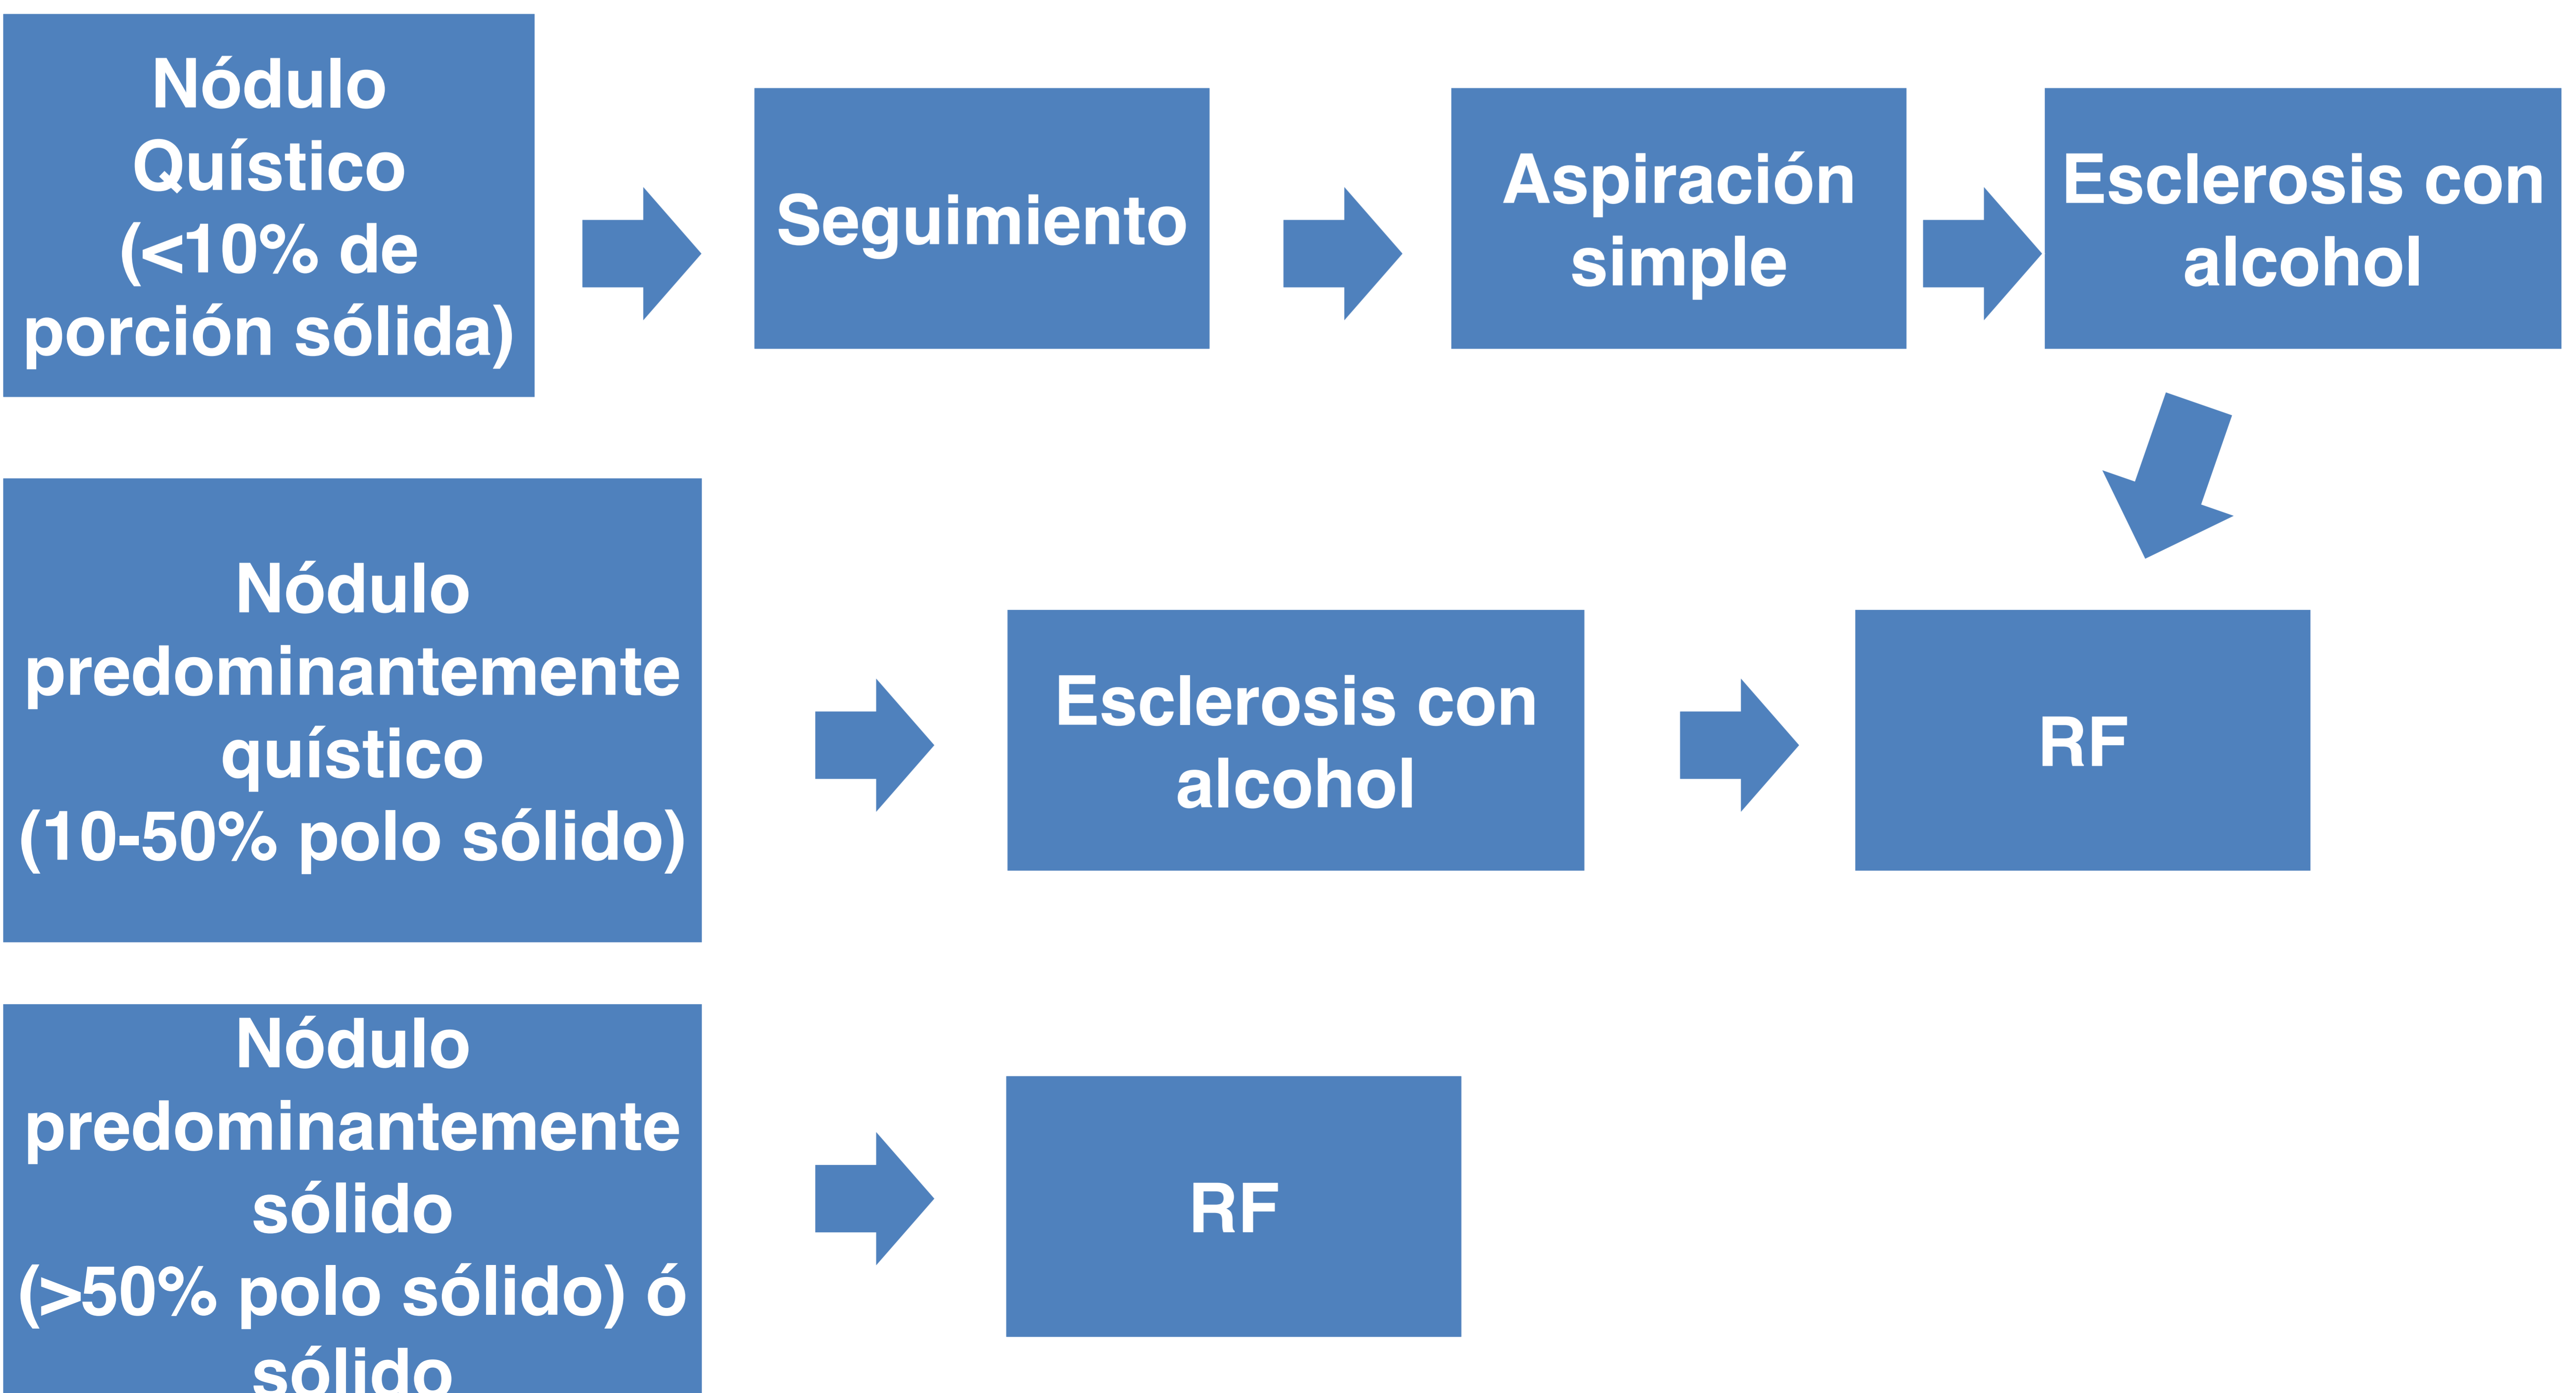 Nódulo
Quístico
(<10% de
porción sólida)
Seguimiento
Aspiración
simple
Esclerosis con
alcohol
Nódulo
predominantemente
quístico
(10-50% polo sólido)
Esclerosis con
alcohol
RF
Nódulo
predominantemente
sólido
(>50% polo sólido) ó
sólido
RF